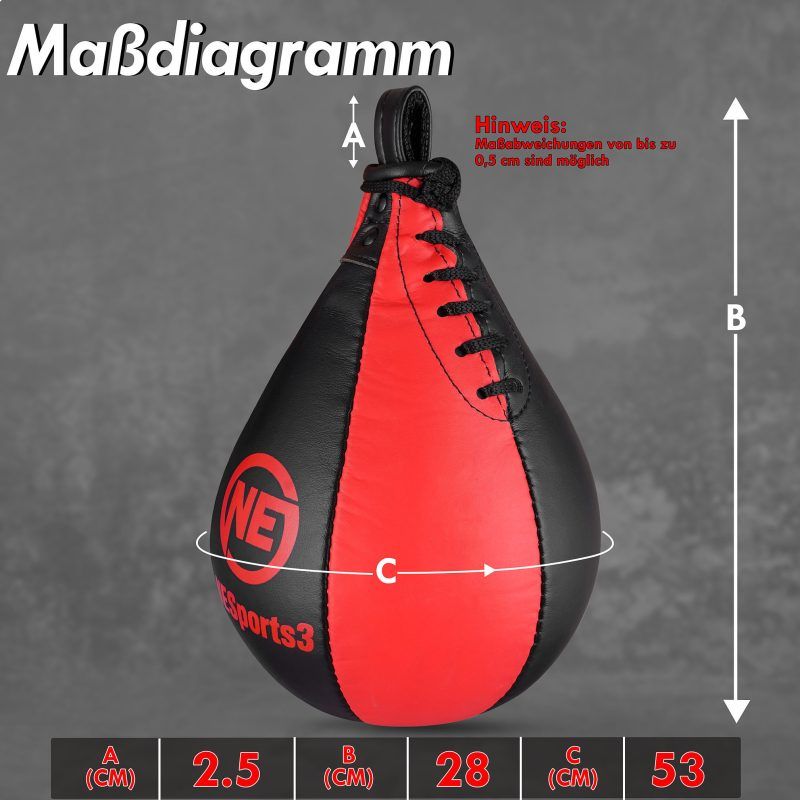 Maßdiagramm
A
Hinweis:
Maßabweichungen von bis zu
0,5 cm sind möglich
B
NE
C
Sports3
A
(CM)
2.5
B
(CM)
28
C
(CM)
53